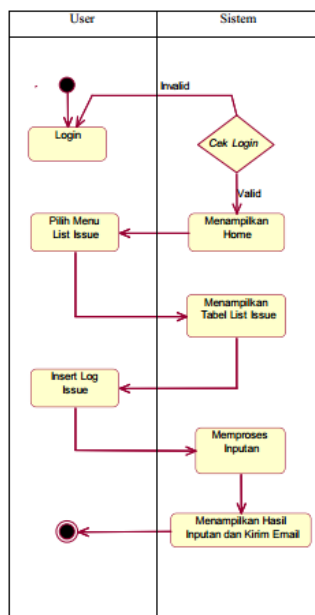 User
Sistem
Invalid
Login
Cek Login
Valid
Pilih Menu
List Issue
Menampilkan
Home
Menampilkan
Tabel List Issue
Insert Log
Issue
Memproses
Inputan
Menampilkan Hasil
Inputan dan Kirim Email